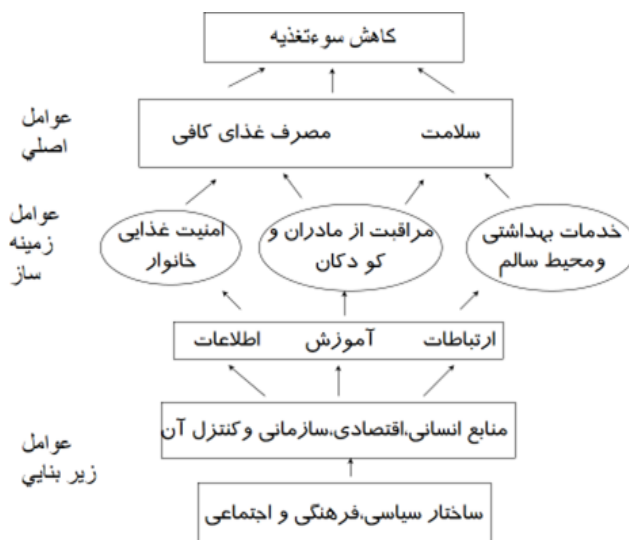 کاهش سوءتغذیه
عوامل
اصلي
سلامت مصرف غذای کافی
عوامل
زمینه
ساز
خدمات بهداشتی
ومحیط سالم
مراقبت از مادران و
کو دکان
امنیت غذایی
خانوار
ارتباطات آموزش اطلاعات
عوامل
زیر بنایي
منابع انسانی،اقتصادی،سازمانی وکنترل آن
ساختار سیاسی،فرهنگی و اجتماعی